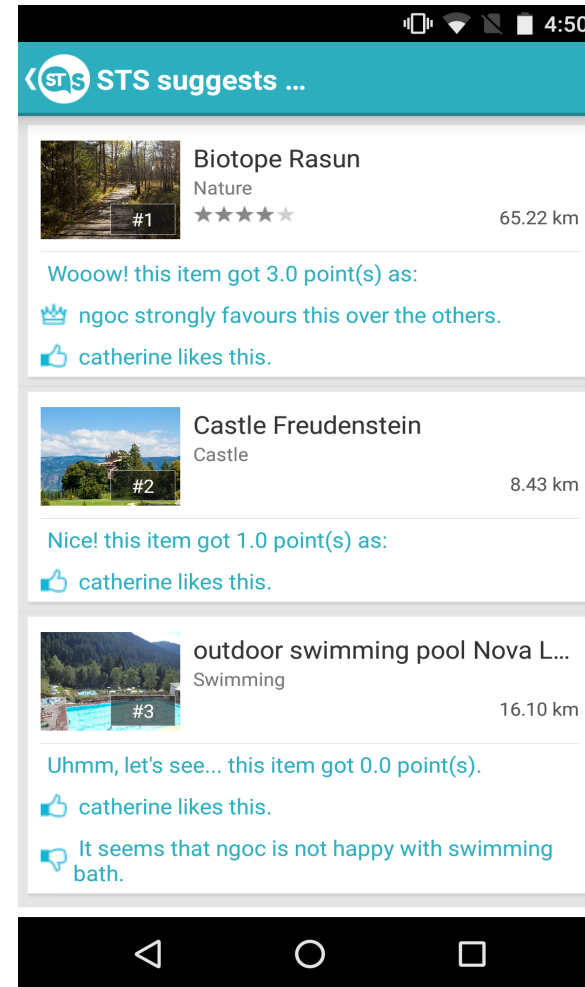 4:50
STS STS suggests ...
#1
Biotope Rasun
Nature
65.22 km
Wooow! this item got 3.0 point(s) as:
ngoc strongly favours this over the others.
catherine likes this.
#2
Castle Freudenstein
Castle
8.43 km
Nice! this item got 1.0 point(s) as:
catherine likes this.
#3
outdoor swimming pool Nova L...
Swimming
16.10 km
Uhmm, let's see... this item got 0.0 point(s).
catherine likes this.
It seems that ngoc is not happy with swimming
bath.